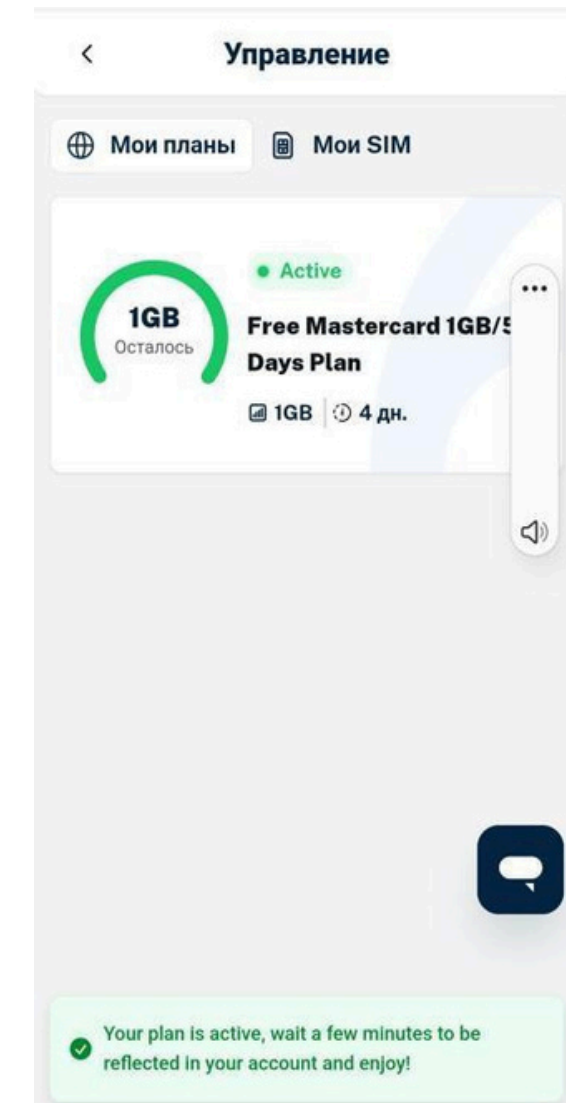 Управление
Мои планы Мои SIM
Active
1GB
Осталось
Free Mastercard 1GB/5
Days Plan
1GB 4 дн.
Your plan is active, wait a few minutes to be
reflected in your account and enjoy!